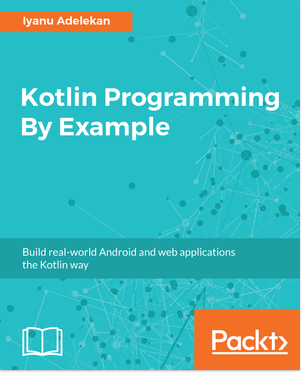 Iyanu Adelekan
Kotlin Programming
By Example
Build real-world Android and web applications
the Kotlin way
Packt>